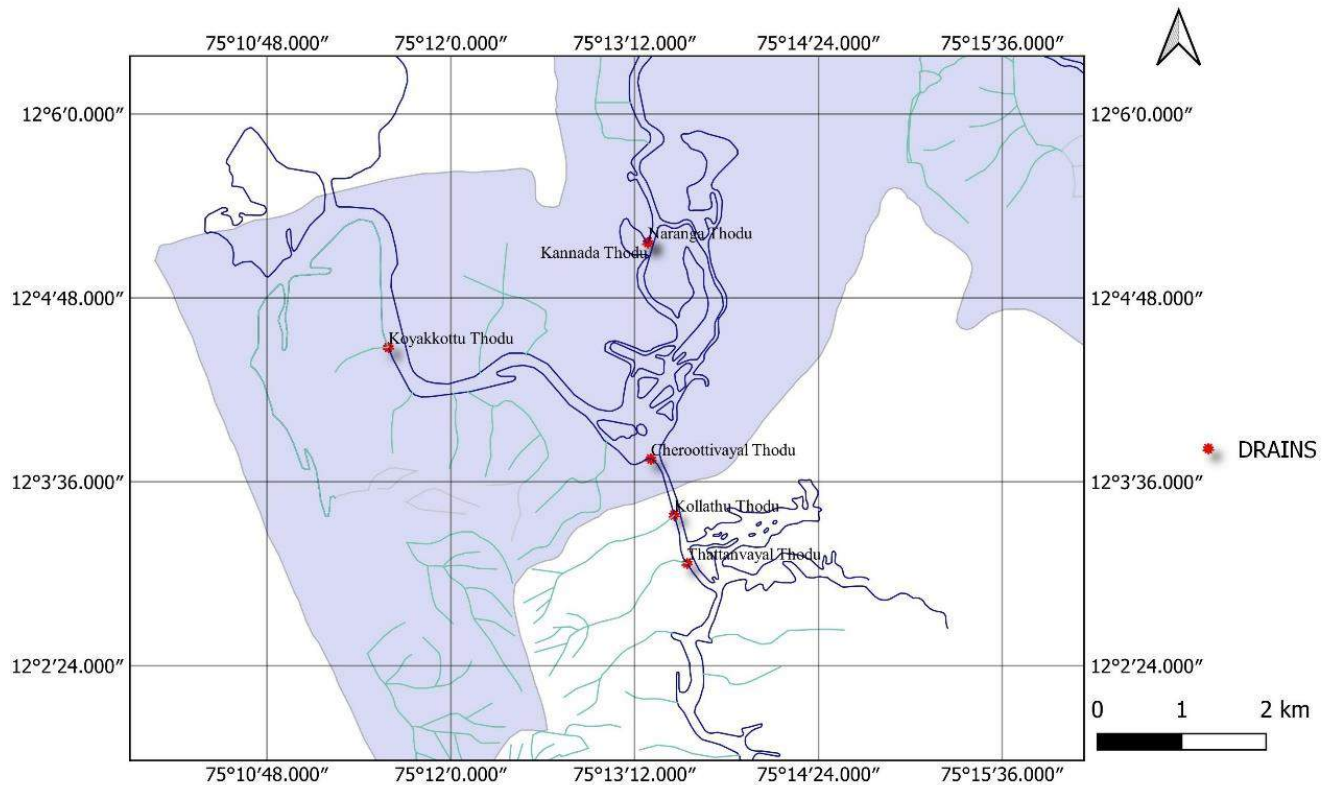 75°10′48.000″ 75°12′0.000″ 75°13′12.000″ 75°14′24.000″ 75°15′36.000″
12°6′0.000″ 12°6′0.000″
Naranga Thodu
Kannada Thodu
12°4′48.000″ 12°4′48.000″
Koyakkottu Thodu
Cheroottivayal Thodu
DRAINS
12°3′36.000″ 12°3′36.000″
Kollathu Thodu
Thattanvayal Thodu
12°2′24.000″ 12°2′24.000″
0 1 2 km
75°10′48.000″ 75°12′0.000″ 75°13′12.000″ 75°14′24.000″ 75°15′36.000″